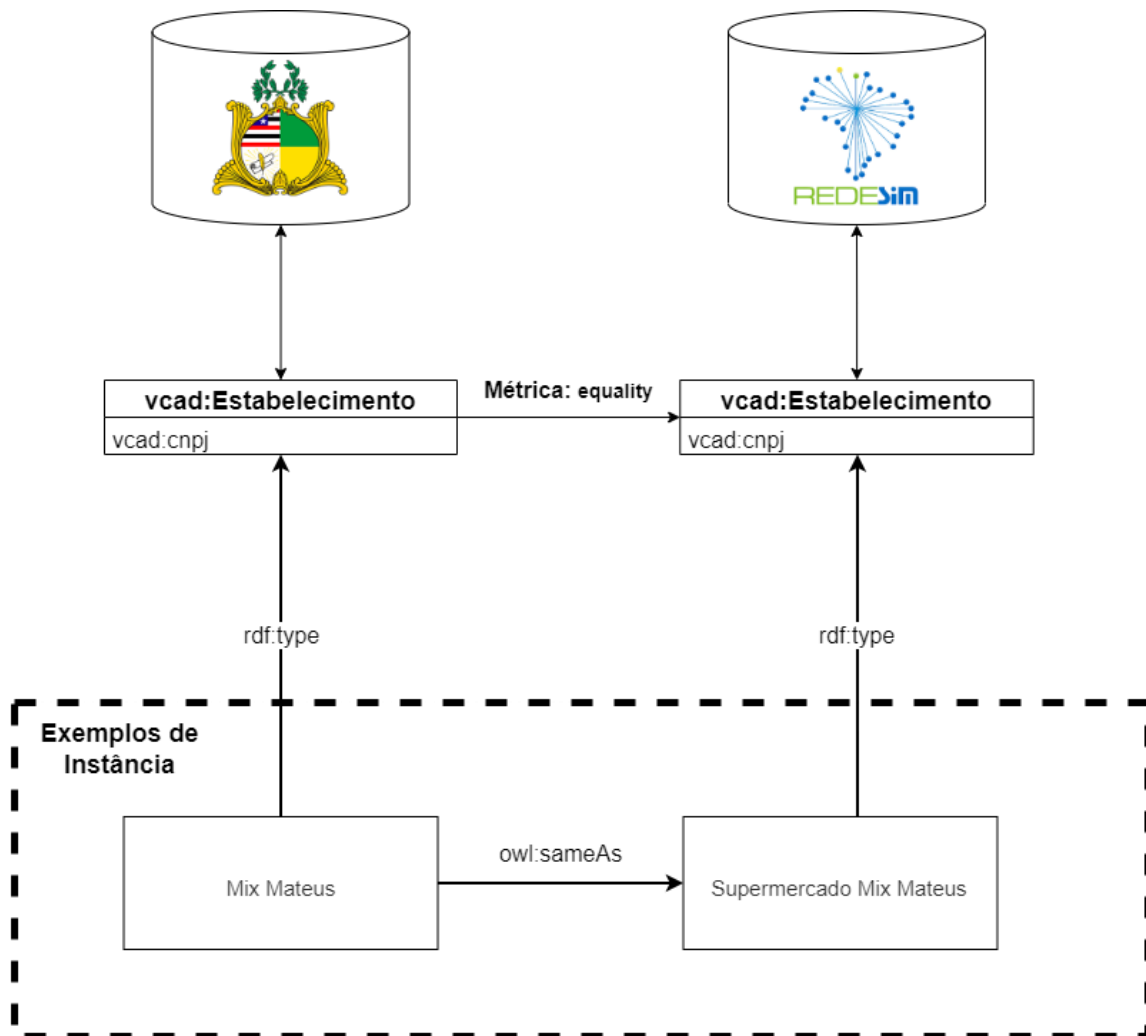 REDESiM
vcad:Estabelecimento
vcad:cnpj
Métrica: equality
vcad:Estabelecimento
vcad:cnpj
rdf:type
rdf:type
Exemplos de
Instância
Mix Mateus
owl:sameAs
Supermercado Mix Mateus